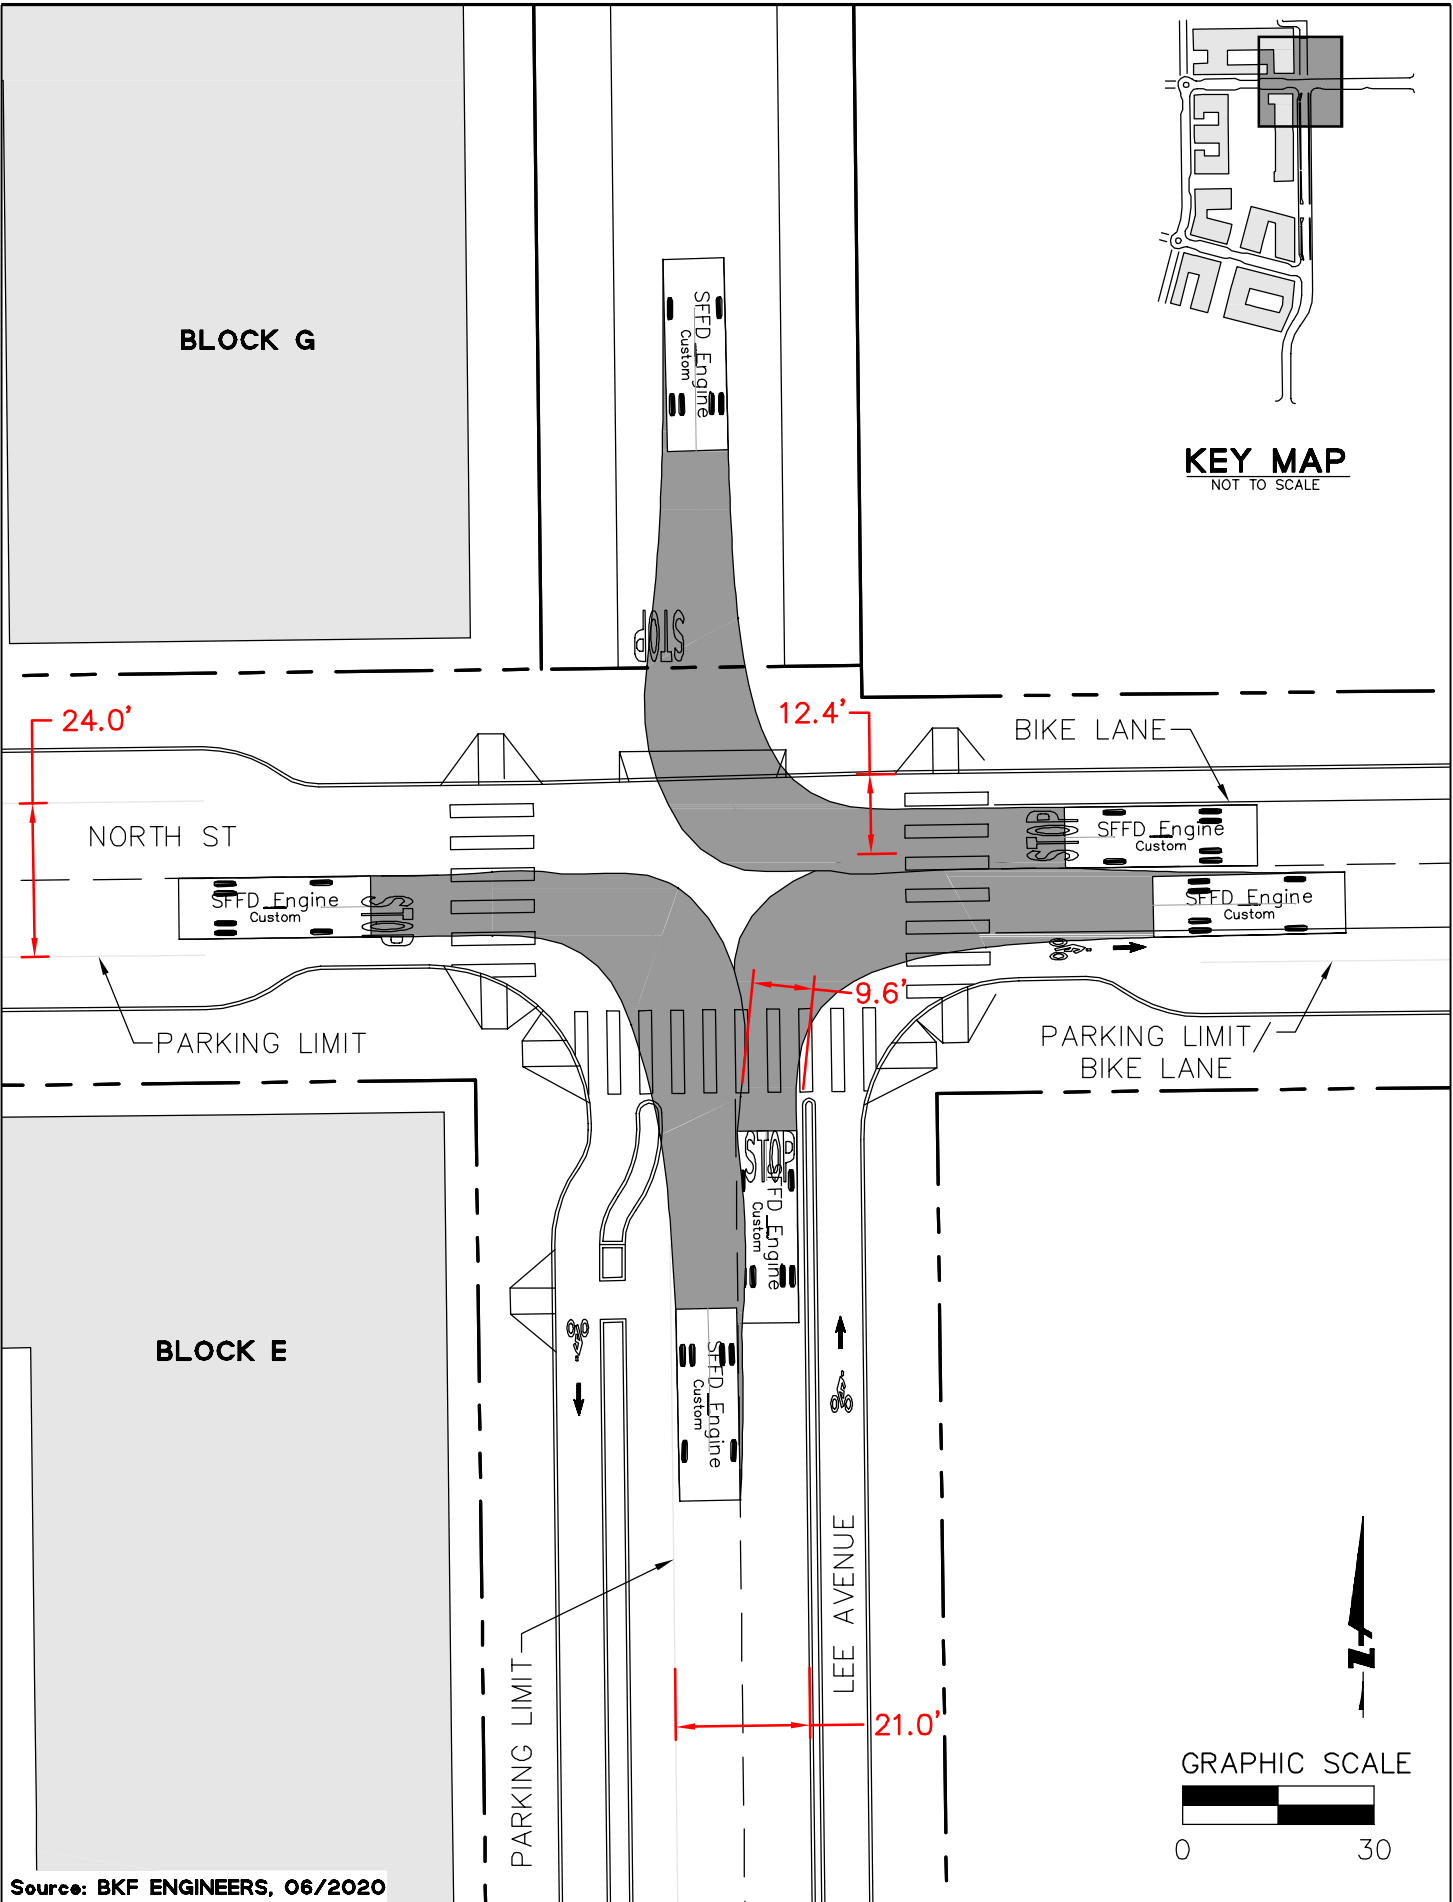 BLOCK G
SFFD_Engine
Custom
KEY MAP
NOT TO SCALE
STOP
24.0'
12.4'
BIKE LANE
NORTH ST
STOP
SFFD_Engine
Custom
SFFD_Engine
Custom
STOP
SFFD_Engine
Custom
9.6'
PARKING LIMIT
PARKING LIMIT/
BIKE LANE
STOP
SFFD_Engine
Custom
BLOCK E
SFFD_Engine
Custom
LEE AVENUE
PARKING LIMIT
21.0'
Z
GRAPHIC SCALE
0 30
Source: BKF ENGINEERS, 06/2020